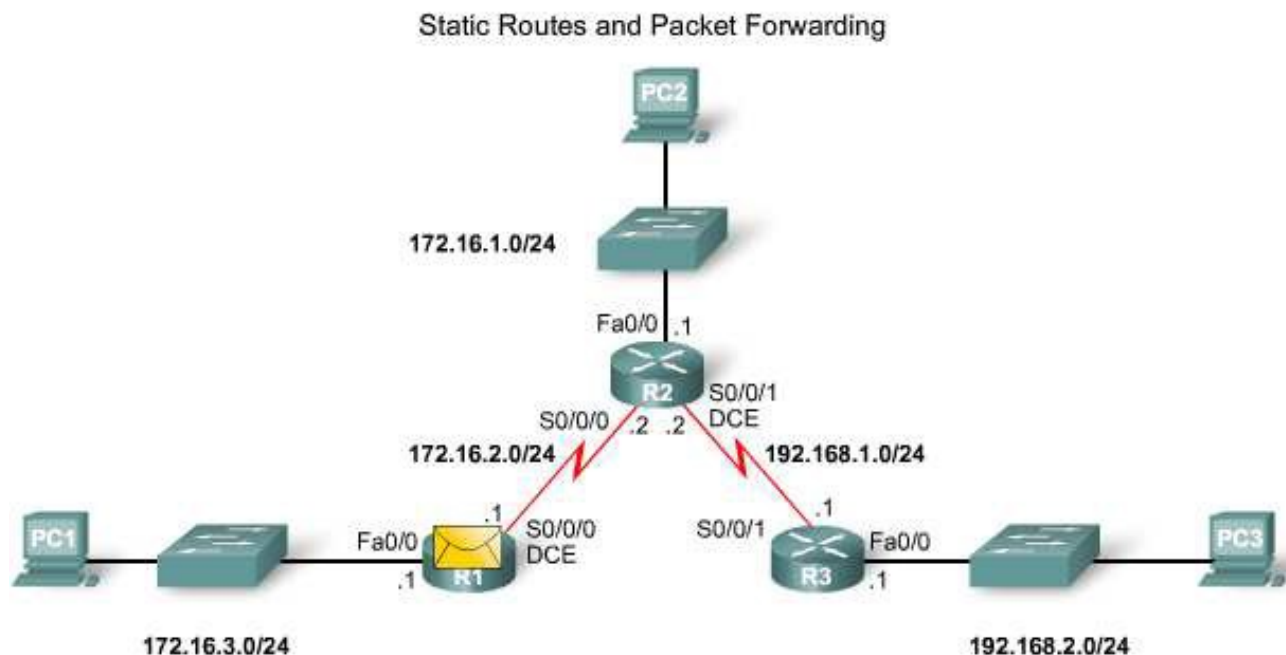 Static Routes and Packet Forwarding
PC2
172.16.1.0/24
Fa0/0
.1
R2
S0/0/0
S0/0/1
DCE
.2
.2
172.16.2.0/24
192.168.1.0/24
PC1
Fa0/0
.1
.1
S0/0/0
DCE
R1
S0/0/1
.1
R3
Fa0/0
.1
PC3
172.16.3.0/24
192.168.2.0/24